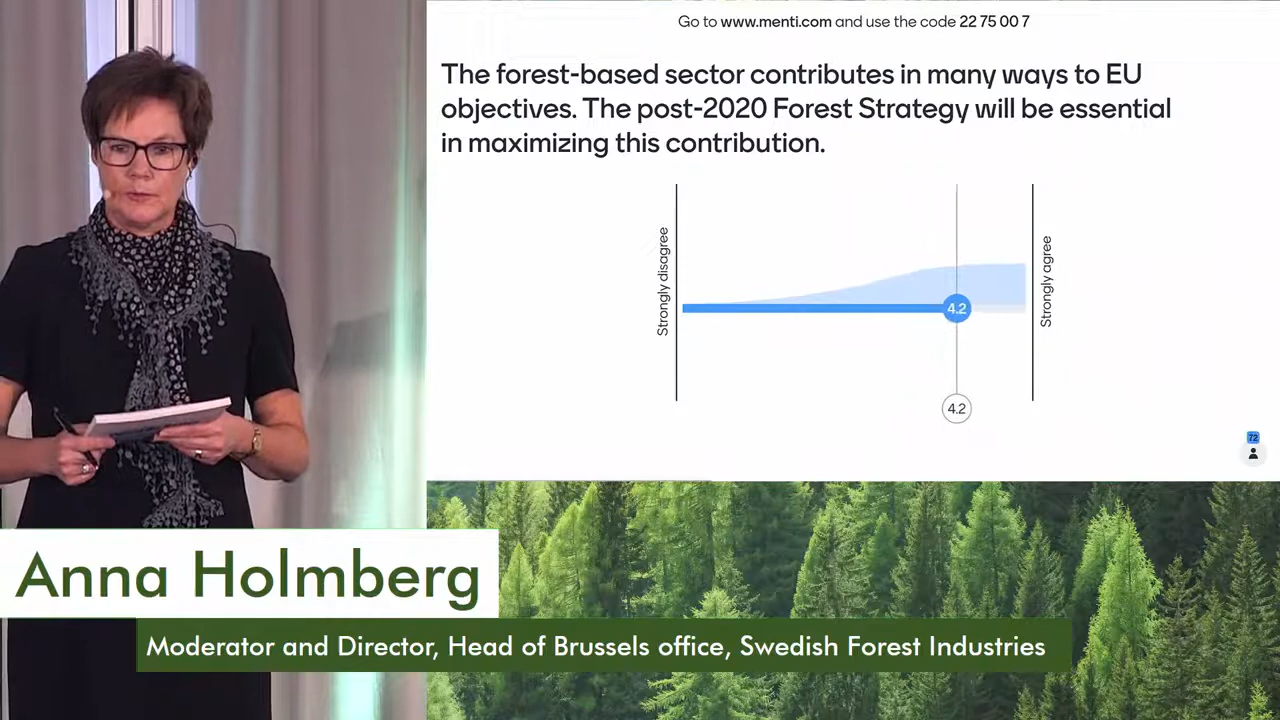 Go to www.menti.com and use the code 22 75 00 7
The forest-based sector contributes in many ways to EU
objectives. The post-2020 Forest Strategy will be essential
in maximizing this contribution.
Strongly disagree
Strongly agree
4.2
4.2
72
Anna Holmberg
Moderator and Director, Head of Brussels office, Swedish Forest Industries